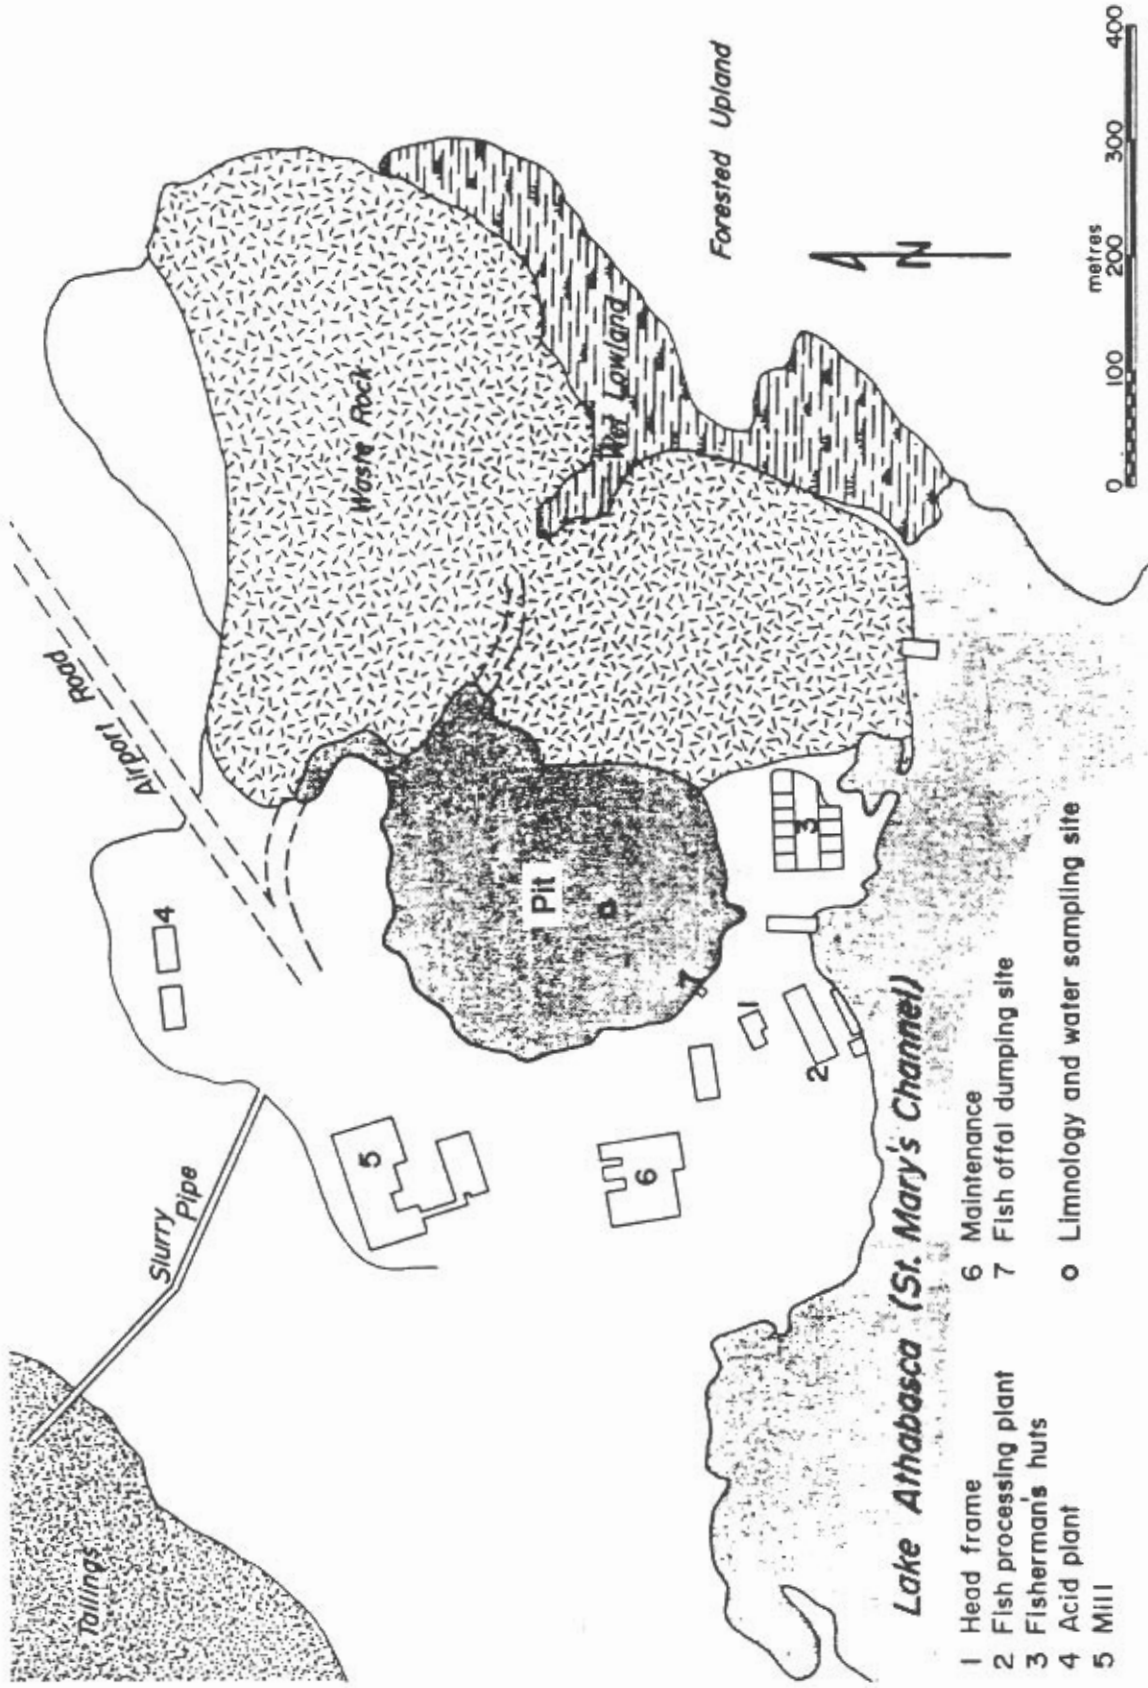 Tailings
Slurry
Pipe
Airport Road
4
5
6
Waste Rock
Pit
7
1
2
3
Wet Lowland
Forested Upland
N
Lake Athabasca (St. Mary's Channel)
1 Head frame
2 Fish processing plant
3 Fisherman's huts
4 Acid plant
5 Mill
6 Maintenance
7 Fish offal dumping site
o Limnology and water sampling site
metres
0 100 200 300 400